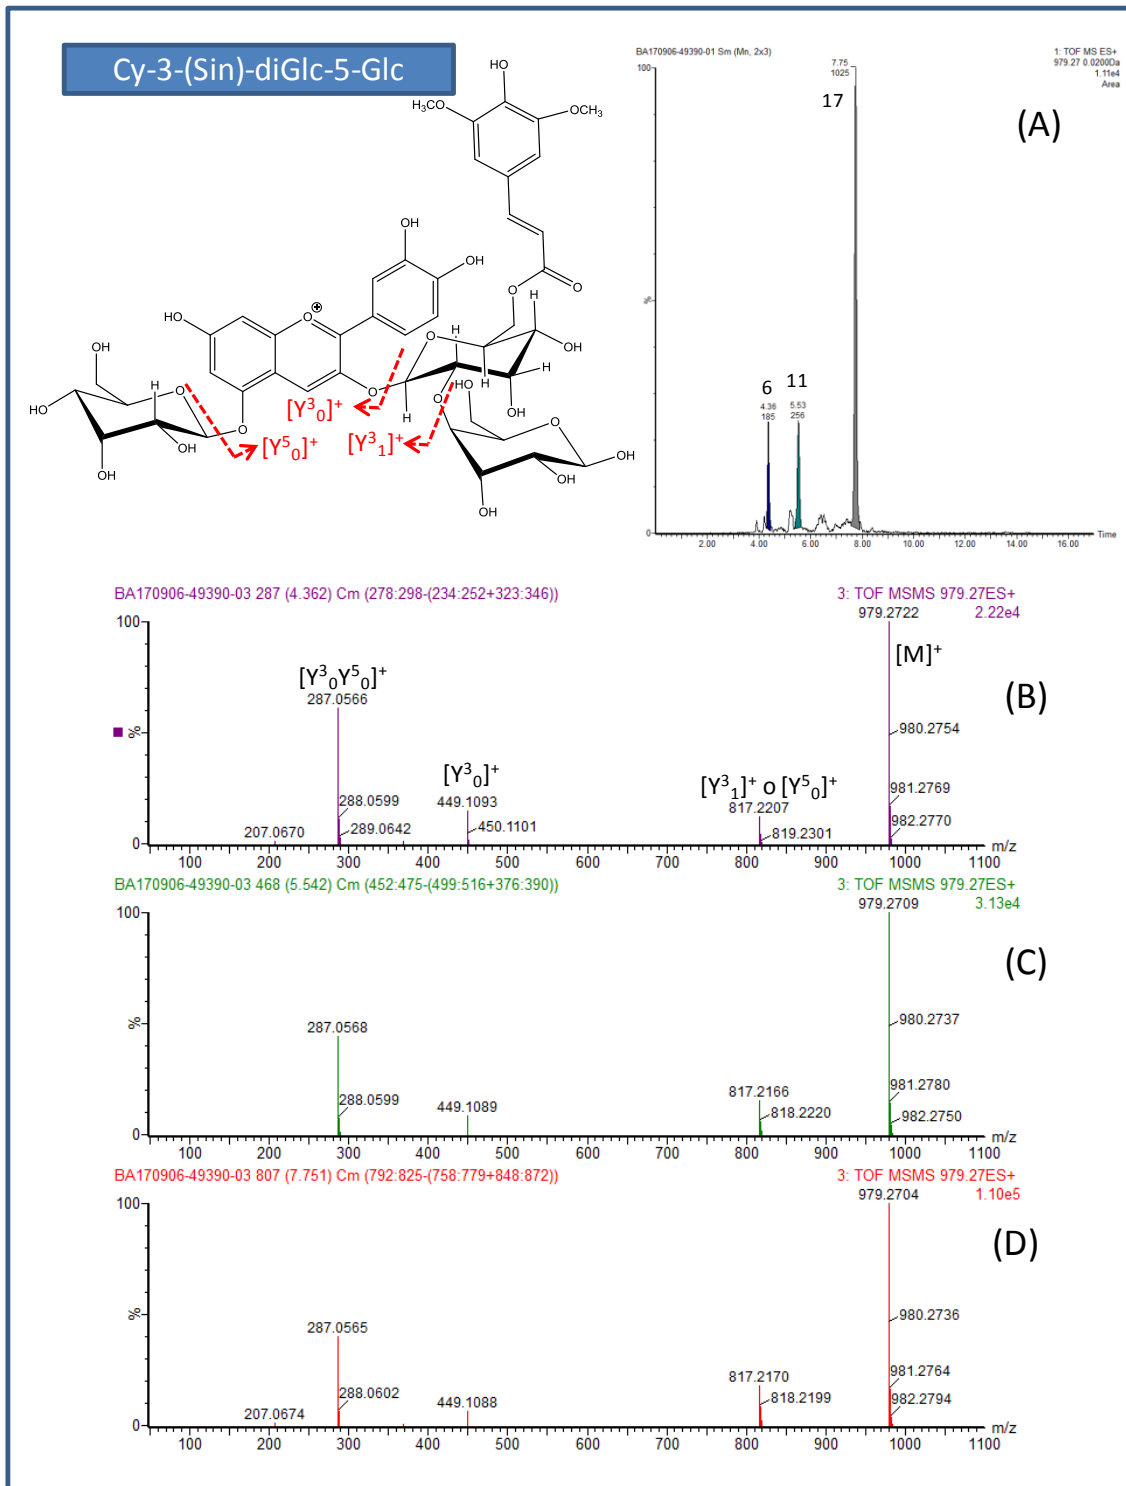 Cy-3-(Sin)-diGlc-5-Glc
HO
H₃CO
OCH₃
OH
OH
HO
O
O
H
H
OH
H
H
OH
H
HO
O
O
OH
H
O
HO
OH
OH
O
O
O
OH
OH
OH
[Y³₀]⁺
[Y⁵₀]⁺
[Y³₁]⁺
BA170906-49390-01 Sm (Mn, 2x3)
1: TOF MS ES+
979.27 0.0200Da
1.11e4
Area
100
%
0
7.75
1025
17
6
4.36
185
11
5.53
256
2.00 4.00 6.00 8.00 10.00 12.00 14.00 16.00
Time
(A)
BA170906-49390-03 287 (4.362) Cm (278:298-(234:252+323:346))
3: TOF MSMS 979.27ES+
2.22e4
979.2722
[M]⁺
(B)
100
%
0
[Y³₀Y⁵₀]⁺
287.0566
288.0599
289.0642
207.0670
[Y³₀]⁺
449.1093
450.1101
[Y³₁]⁺ o [Y⁵₀]⁺
817.2207
819.2301
980.2754
981.2769
982.2770
100 200 300 400 500 600 700 800 900 1000 1100
m/z
BA170906-49390-03 468 (5.542) Cm (452:475-(499:516+376:390))
3: TOF MSMS 979.27ES+
3.13e4
979.2709
(C)
100
%
0
287.0568
288.0599
449.1089
817.2166
818.2220
980.2737
981.2780
982.2750
100 200 300 400 500 600 700 800 900 1000 1100
m/z
BA170906-49390-03 807 (7.751) Cm (792:825-(758:779+848:872))
3: TOF MSMS 979.27ES+
1.10e5
979.2704
(D)
100
%
0
287.0565
288.0602
207.0674
449.1088
817.2170
818.2199
980.2736
981.2764
982.2794
100 200 300 400 500 600 700 800 900 1000 1100
m/z